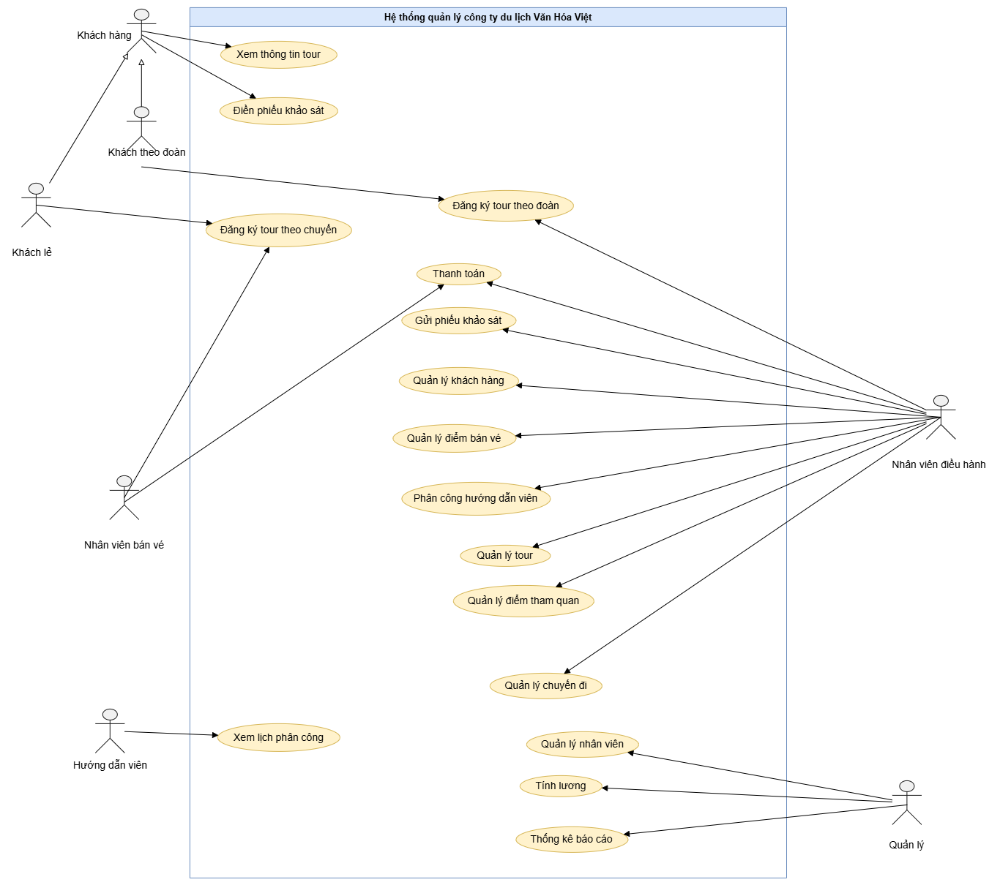 Hệ thống quản lý công ty du lịch Văn Hóa Việt
Khách hàng
Xem thông tin tour
Điền phiếu khảo sát
Khách theo đoàn
Đăng ký tour theo đoàn
Đăng ký tour theo chuyến
Khách lẻ
Thanh toán
Gửi phiếu khảo sát
Quản lý khách hàng
Quản lý điểm bán vé
Nhân viên điều hành
Phân công hướng dẫn viên
Nhân viên bán vé
Quản lý tour
Quản lý điểm tham quan
Quản lý chuyến đi
Xem lịch phân công
Quản lý nhân viên
Hướng dẫn viên
Tính lương
Thống kê báo cáo
Quản lý